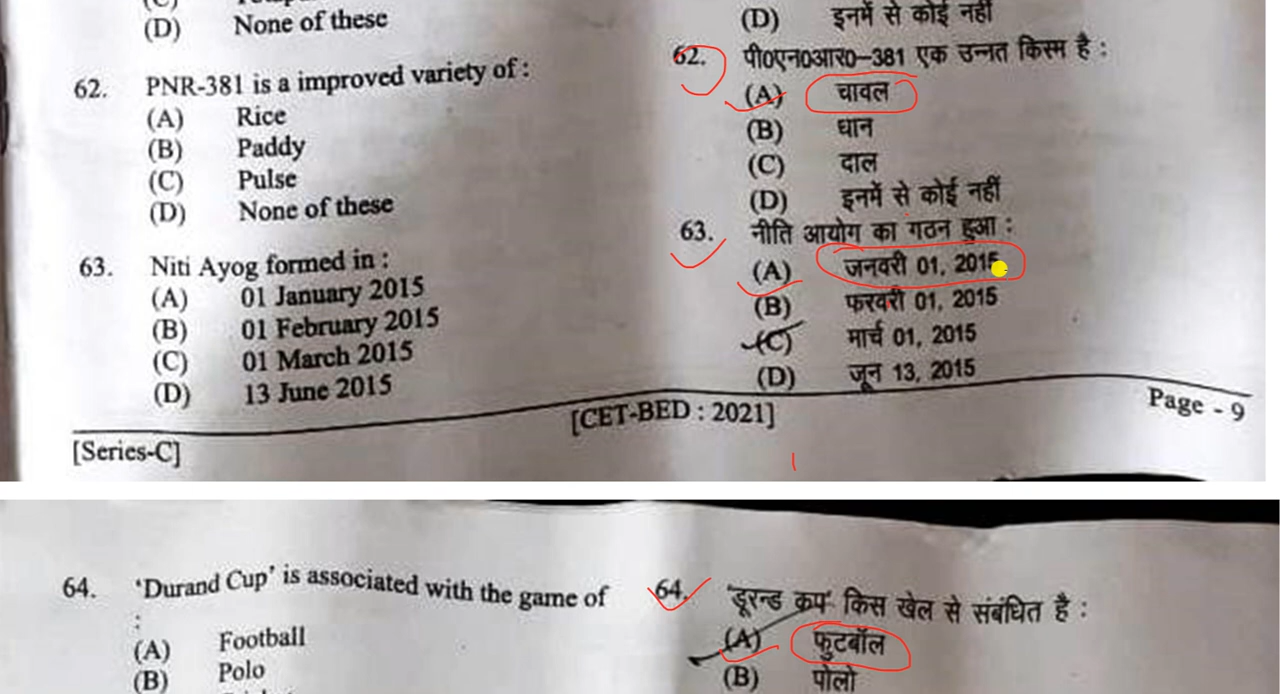 (D) None of these
62. PNR-381 is a improved variety of :
(A) Rice
(B) Paddy
(C) Pulse
(D) None of these
63. Niti Ayog formed in :
(A) 01 January 2015
(B) 01 February 2015
(C) 01 March 2015
(D) 13 June 2015
(D) इनमें से कोई नहीं
62. पी0एन0आर0-381 एक उन्नत किस्म है :
(A) चावल
(B) धान
(C) दाल
(D) इनमें से कोई नहीं
63. नीति आयोग का गठन हुआ :
(A) जनवरी 01, 2015
(B) फरवरी 01, 2015
(C) मार्च 01, 2015
(D) जून 13, 2015
[Series-C] [CET-BED : 2021] Page - 9
64. 'Durand Cup' is associated with the game of
:
(A) Football
(B) Polo
64. 'डूरन्ड कप' किस खेल से संबंधित है :
(A) फुटबॉल
(B) पोलो